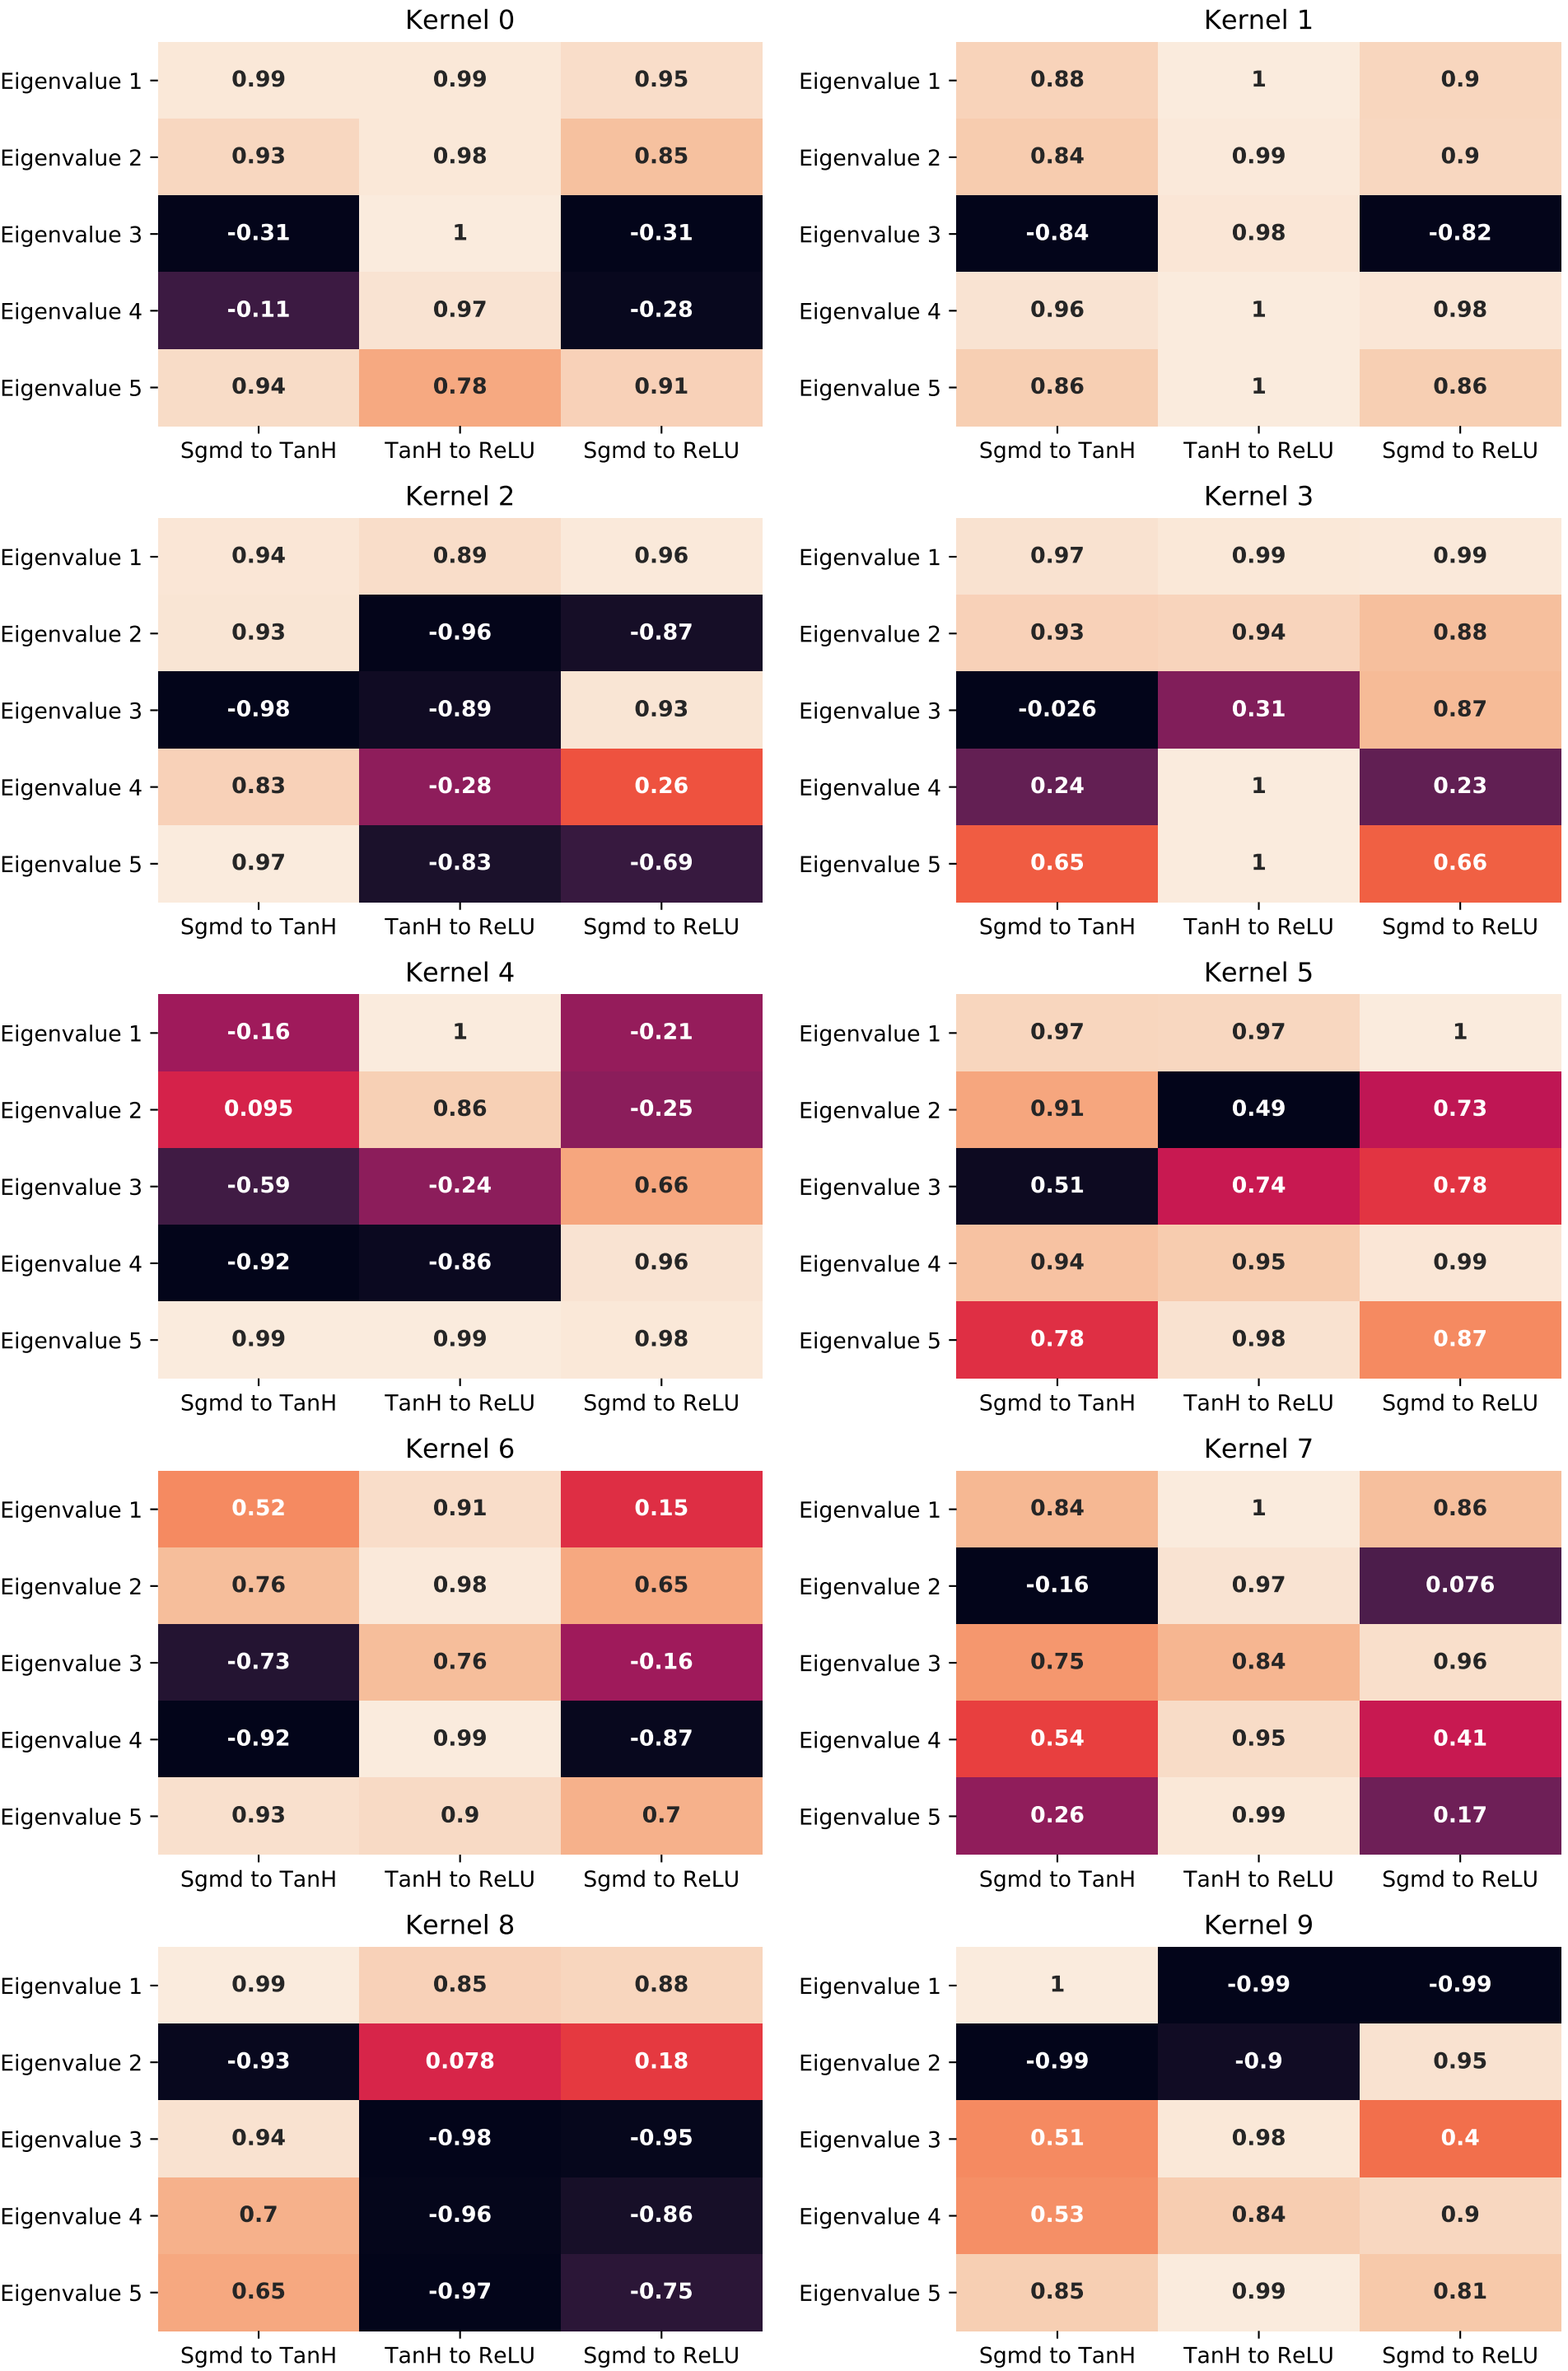 Kernel 0
Eigenvalue 1 0.99 0.99 0.95
Eigenvalue 2 0.93 0.98 0.85
Eigenvalue 3 -0.31 1 -0.31
Eigenvalue 4 -0.11 0.97 -0.28
Eigenvalue 5 0.94 0.78 0.91
Sgmd to TanH TanH to ReLU Sgmd to ReLU
Kernel 1
Eigenvalue 1 0.88 1 0.9
Eigenvalue 2 0.84 0.99 0.9
Eigenvalue 3 -0.84 0.98 -0.82
Eigenvalue 4 0.96 1 0.98
Eigenvalue 5 0.86 1 0.86
Sgmd to TanH TanH to ReLU Sgmd to ReLU
Kernel 2
Eigenvalue 1 0.94 0.89 0.96
Eigenvalue 2 0.93 -0.96 -0.87
Eigenvalue 3 -0.98 -0.89 0.93
Eigenvalue 4 0.83 -0.28 0.26
Eigenvalue 5 0.97 -0.83 -0.69
Sgmd to TanH TanH to ReLU Sgmd to ReLU
Kernel 3
Eigenvalue 1 0.97 0.99 0.99
Eigenvalue 2 0.93 0.94 0.88
Eigenvalue 3 -0.026 0.31 0.87
Eigenvalue 4 0.24 1 0.23
Eigenvalue 5 0.65 1 0.66
Sgmd to TanH TanH to ReLU Sgmd to ReLU
Kernel 4
Eigenvalue 1 -0.16 1 -0.21
Eigenvalue 2 0.095 0.86 -0.25
Eigenvalue 3 -0.59 -0.24 0.66
Eigenvalue 4 -0.92 -0.86 0.96
Eigenvalue 5 0.99 0.99 0.98
Sgmd to TanH TanH to ReLU Sgmd to ReLU
Kernel 5
Eigenvalue 1 0.97 0.97 1
Eigenvalue 2 0.91 0.49 0.73
Eigenvalue 3 0.51 0.74 0.78
Eigenvalue 4 0.94 0.95 0.99
Eigenvalue 5 0.78 0.98 0.87
Sgmd to TanH TanH to ReLU Sgmd to ReLU
Kernel 6
Eigenvalue 1 0.52 0.91 0.15
Eigenvalue 2 0.76 0.98 0.65
Eigenvalue 3 -0.73 0.76 -0.16
Eigenvalue 4 -0.92 0.99 -0.87
Eigenvalue 5 0.93 0.9 0.7
Sgmd to TanH TanH to ReLU Sgmd to ReLU
Kernel 7
Eigenvalue 1 0.84 1 0.86
Eigenvalue 2 -0.16 0.97 0.076
Eigenvalue 3 0.75 0.84 0.96
Eigenvalue 4 0.54 0.95 0.41
Eigenvalue 5 0.26 0.99 0.17
Sgmd to TanH TanH to ReLU Sgmd to ReLU
Kernel 8
Eigenvalue 1 0.99 0.85 0.88
Eigenvalue 2 -0.93 0.078 0.18
Eigenvalue 3 0.94 -0.98 -0.95
Eigenvalue 4 0.7 -0.96 -0.86
Eigenvalue 5 0.65 -0.97 -0.75
Sgmd to TanH TanH to ReLU Sgmd to ReLU
Kernel 9
Eigenvalue 1 1 -0.99 -0.99
Eigenvalue 2 -0.99 -0.9 0.95
Eigenvalue 3 0.51 0.98 0.4
Eigenvalue 4 0.53 0.84 0.9
Eigenvalue 5 0.85 0.99 0.81
Sgmd to TanH TanH to ReLU Sgmd to ReLU